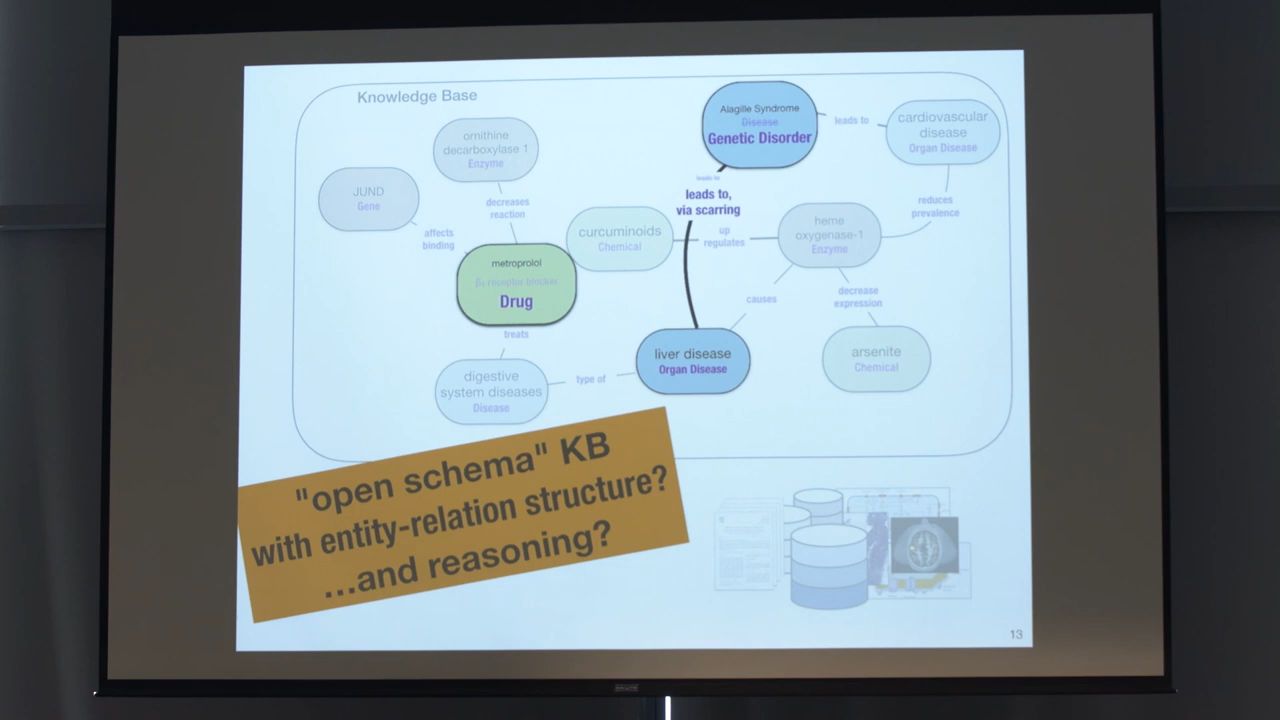 Knowledge Base
Alagille Syndrome
Disease
Genetic Disorder
leads to
cardiovascular
disease
Organ Disease
ornithine
decarboxylase 1
Enzyme
JUND
Gene
affects
binding
decreases
reaction
leads to
leads to,
via scarring
reduces
prevalence
curcuminoids
Chemical
up
regulates
heme
oxygenase-1
Enzyme
metroprolol
β1 receptor blocker
Drug
causes
decrease
expression
treats
liver disease
Organ Disease
arsenite
Chemical
digestive
system diseases
Disease
type of
"open schema" KB
with entity-relation structure?
...and reasoning?
13